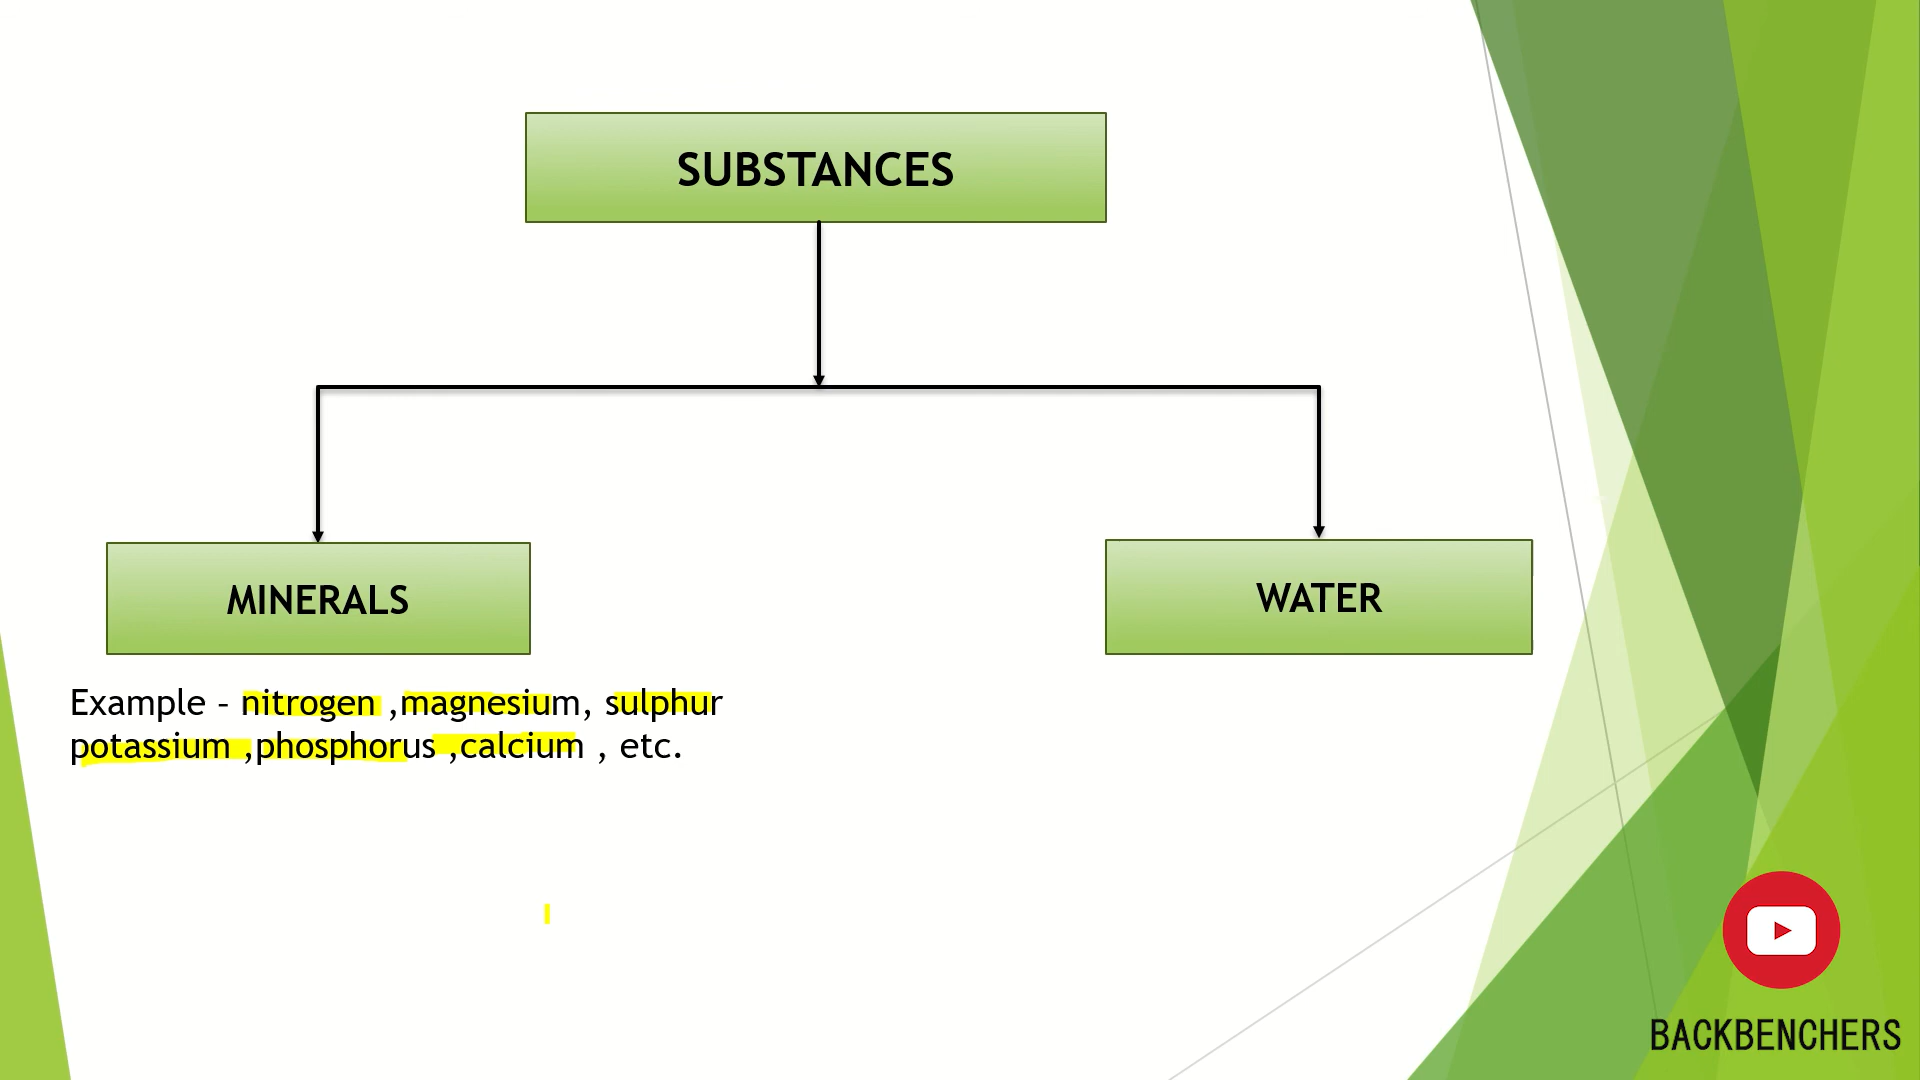 SUBSTANCES
MINERALS
WATER
Example – nitrogen ,magnesium, sulphur
potassium ,phosphorus ,calcium , etc.
BACKBENCHERS